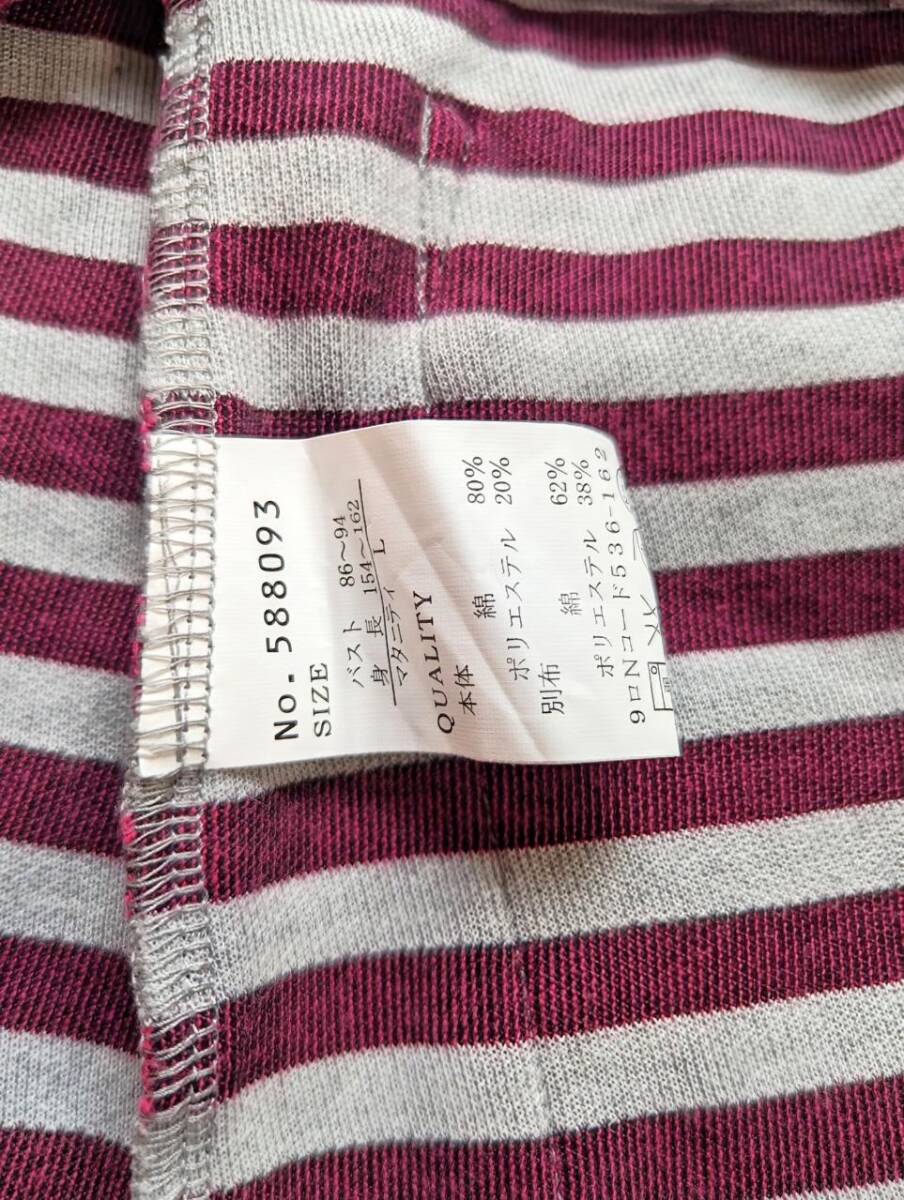 No. 588093
SIZE
バスト 86～94
身長 154～162
マタニティ L
QUALITY
本体 綿 80%
ポリエステル 20%
別布 綿 62%
ポリエステル 38%
9ロNコード536-162